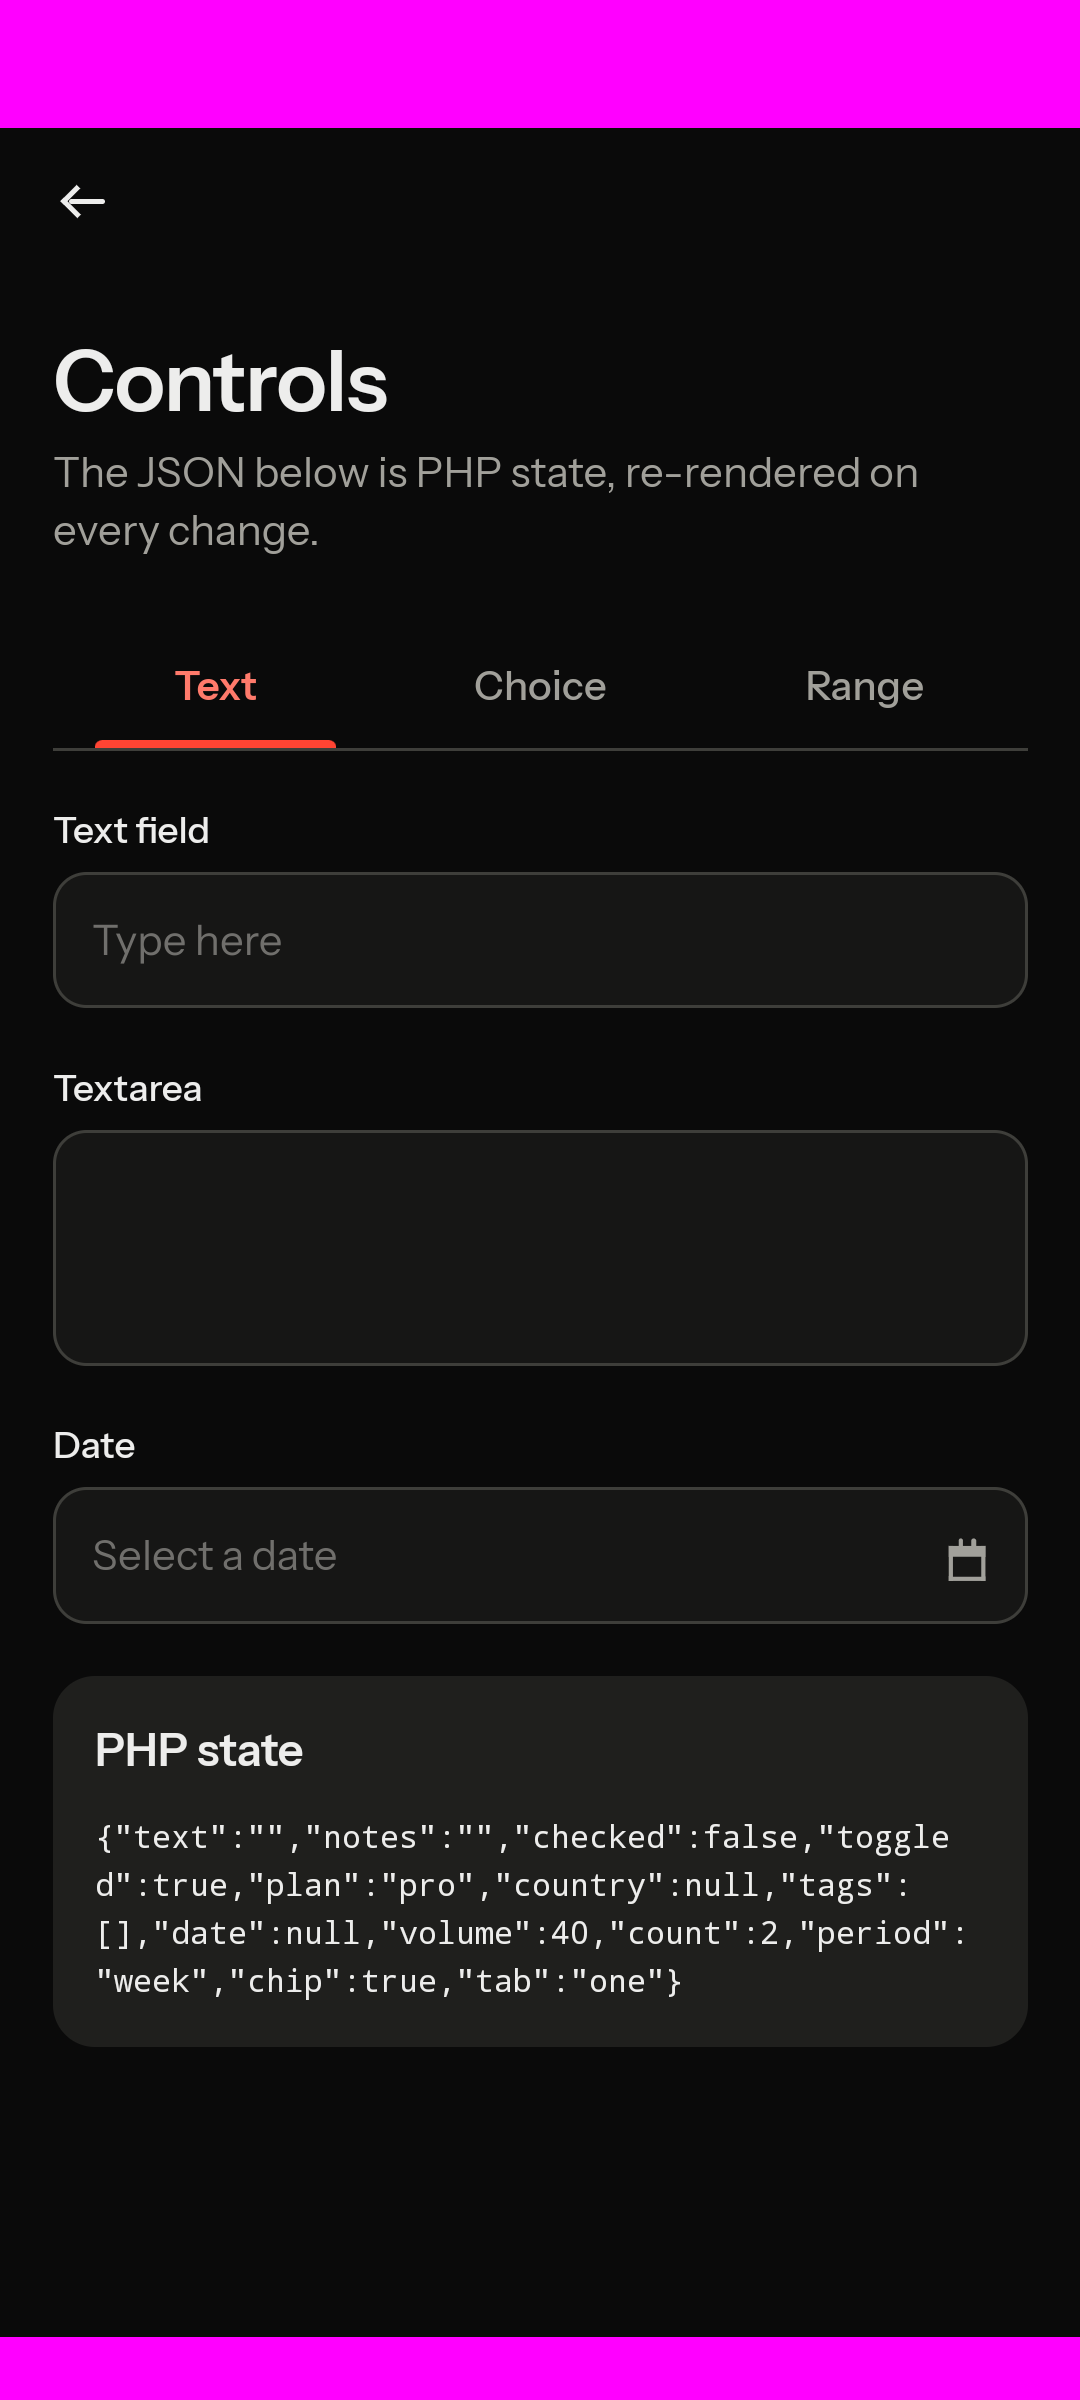 Controls
The JSON below is PHP state, re-rendered on
every change.
Text Choice Range
Text field
Type here
Textarea
Date
Select a date
PHP state
{"text":"","notes":"","checked":false,"toggle
d":true,"plan":"pro","country":null,"tags":
[],"date":null,"volume":40,"count":2,"period":
"week","chip":true,"tab":"one"}